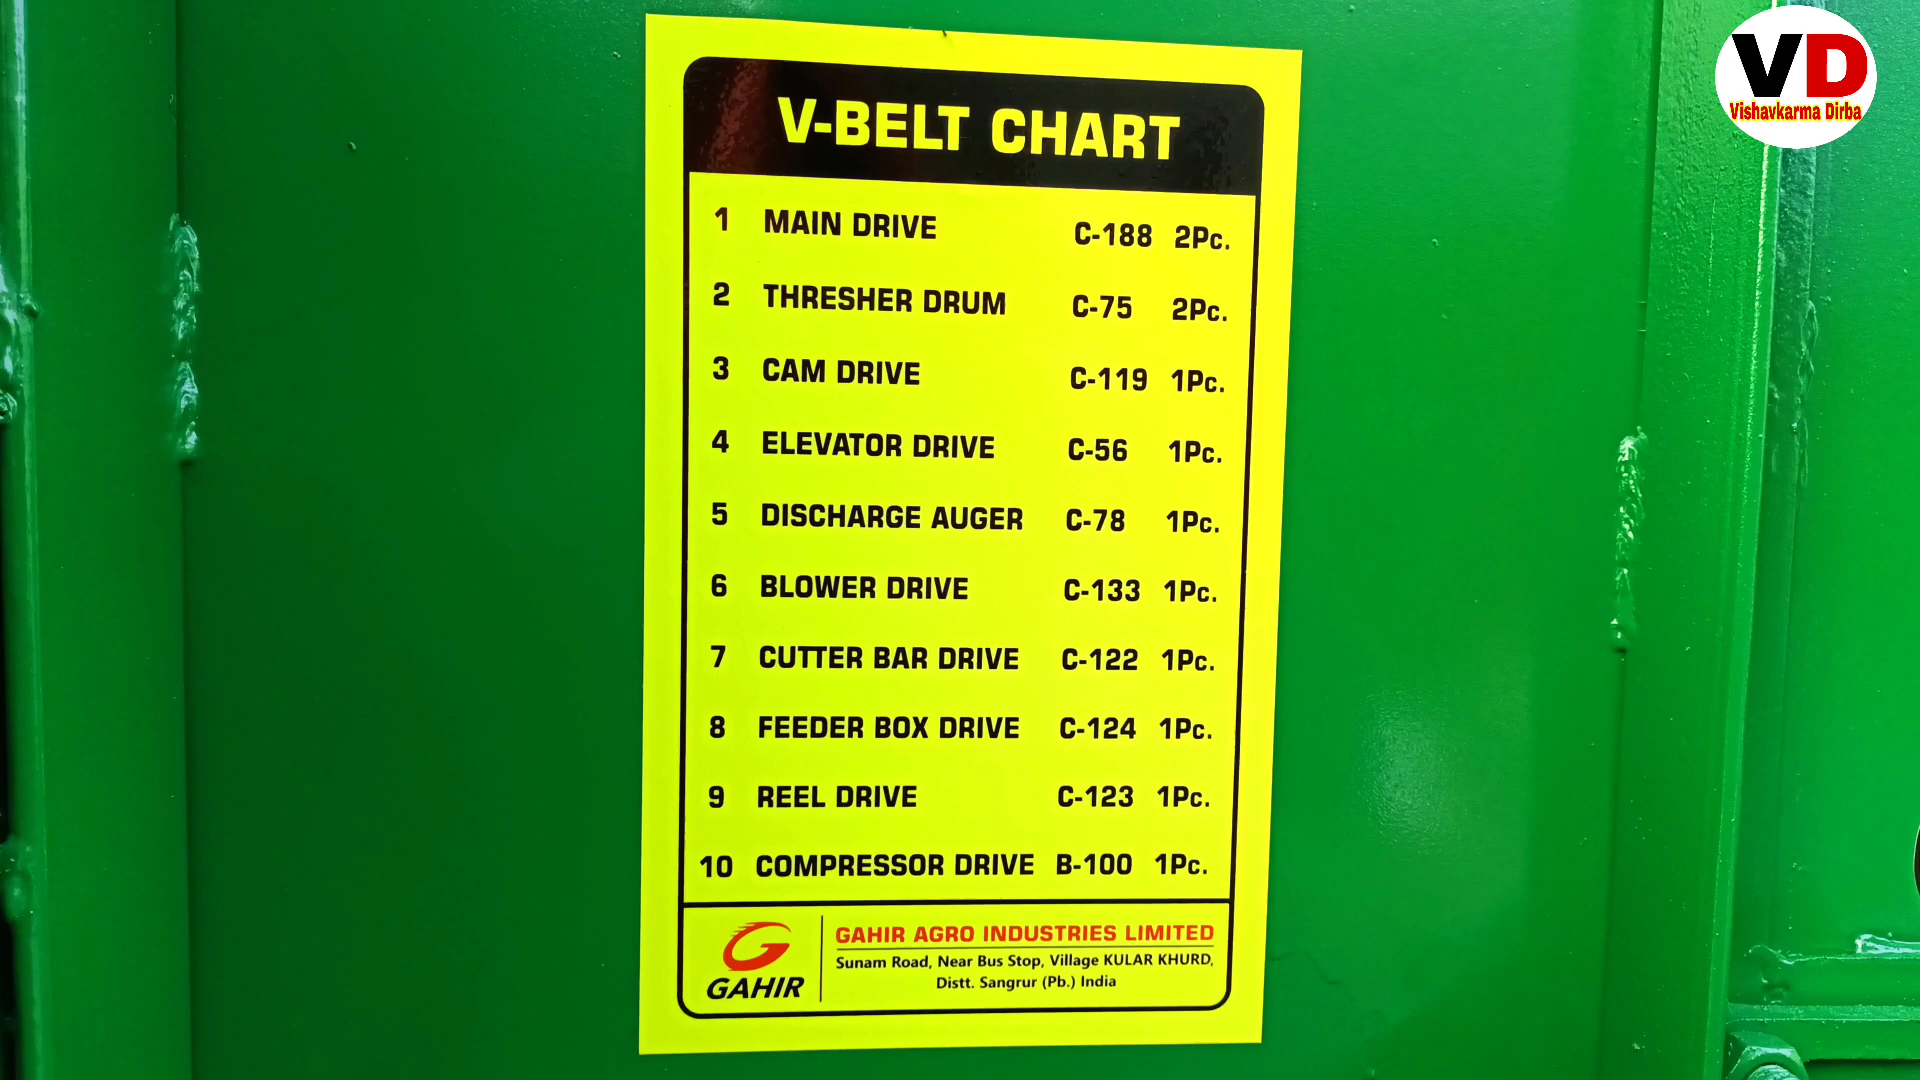 V-BELT CHART
1 MAIN DRIVE C-188 2Pc.
2 THRESHER DRUM C-75 2Pc.
3 CAM DRIVE C-119 1Pc.
4 ELEVATOR DRIVE C-56 1Pc.
5 DISCHARGE AUGER C-78 1Pc.
6 BLOWER DRIVE C-133 1Pc.
7 CUTTER BAR DRIVE C-122 1Pc.
8 FEEDER BOX DRIVE C-124 1Pc.
9 REEL DRIVE C-123 1Pc.
10 COMPRESSOR DRIVE B-100 1Pc.
GAHIR
GAHIR AGRO INDUSTRIES LIMITED
Sunam Road, Near Bus Stop, Village KULAR KHURD,
Distt. Sangrur (Pb.) India
VD
Vishavkarma Dirba